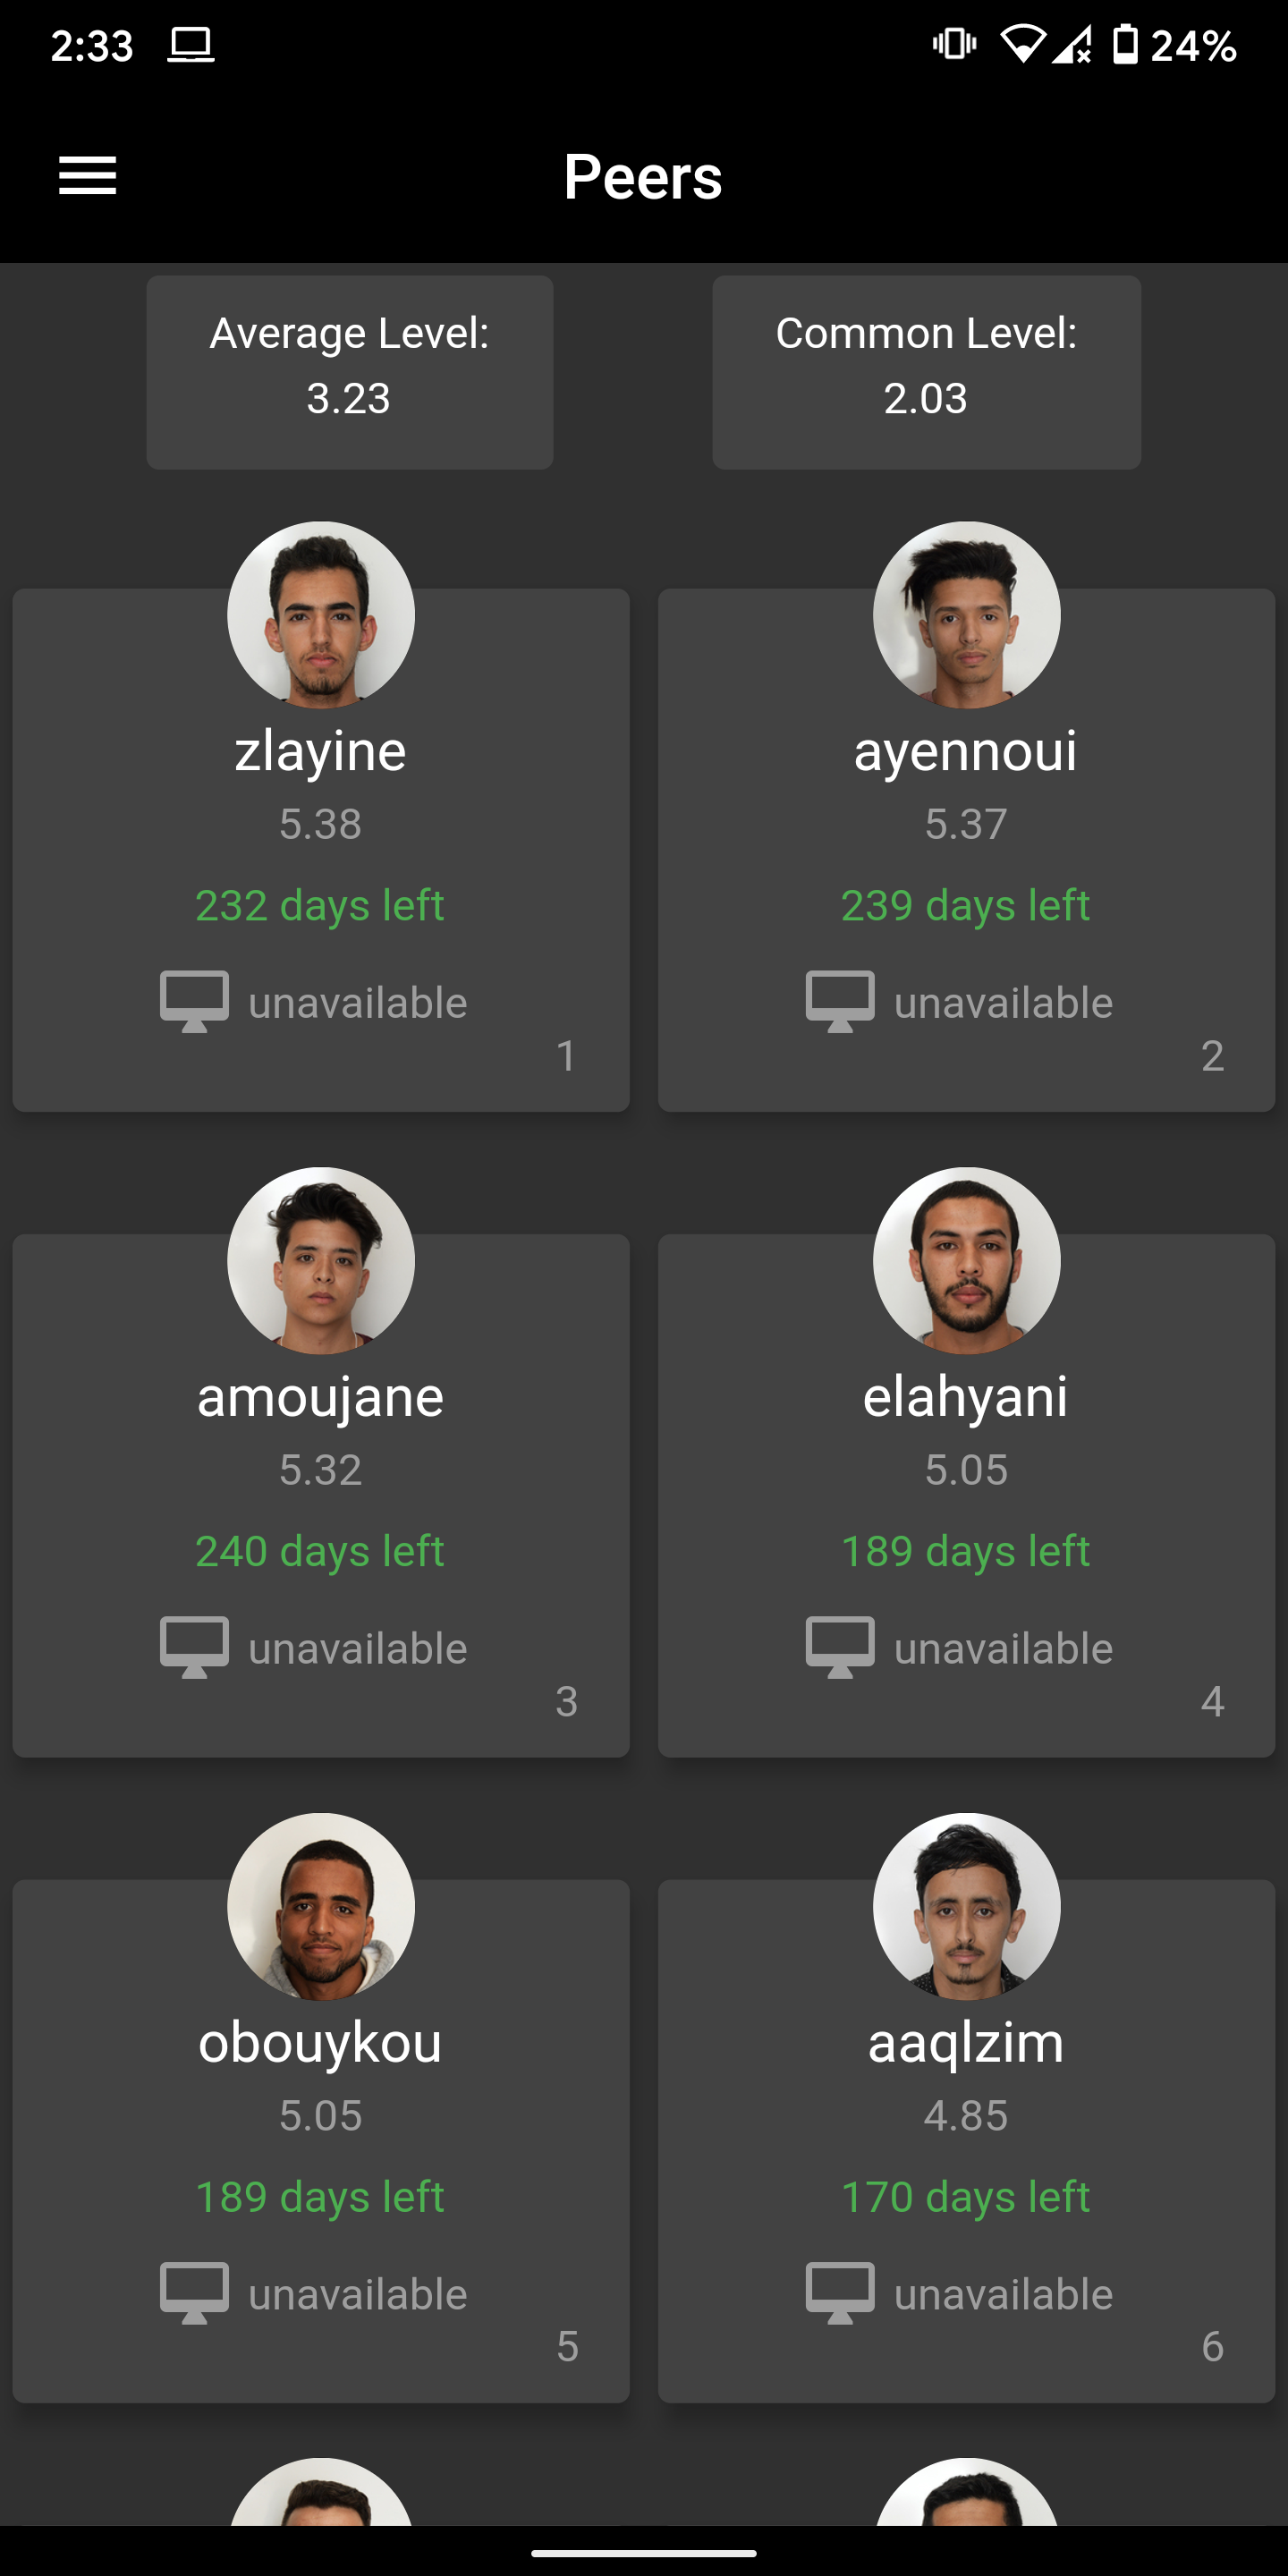 2:33
24%
Peers
Average Level:
3.23
Common Level:
2.03
zlayine
5.38
232 days left
unavailable
1
ayennoui
5.37
239 days left
unavailable
2
amoujane
5.32
240 days left
unavailable
3
elahyani
5.05
189 days left
unavailable
4
obouykou
5.05
189 days left
unavailable
5
aaqlzim
4.85
170 days left
unavailable
6